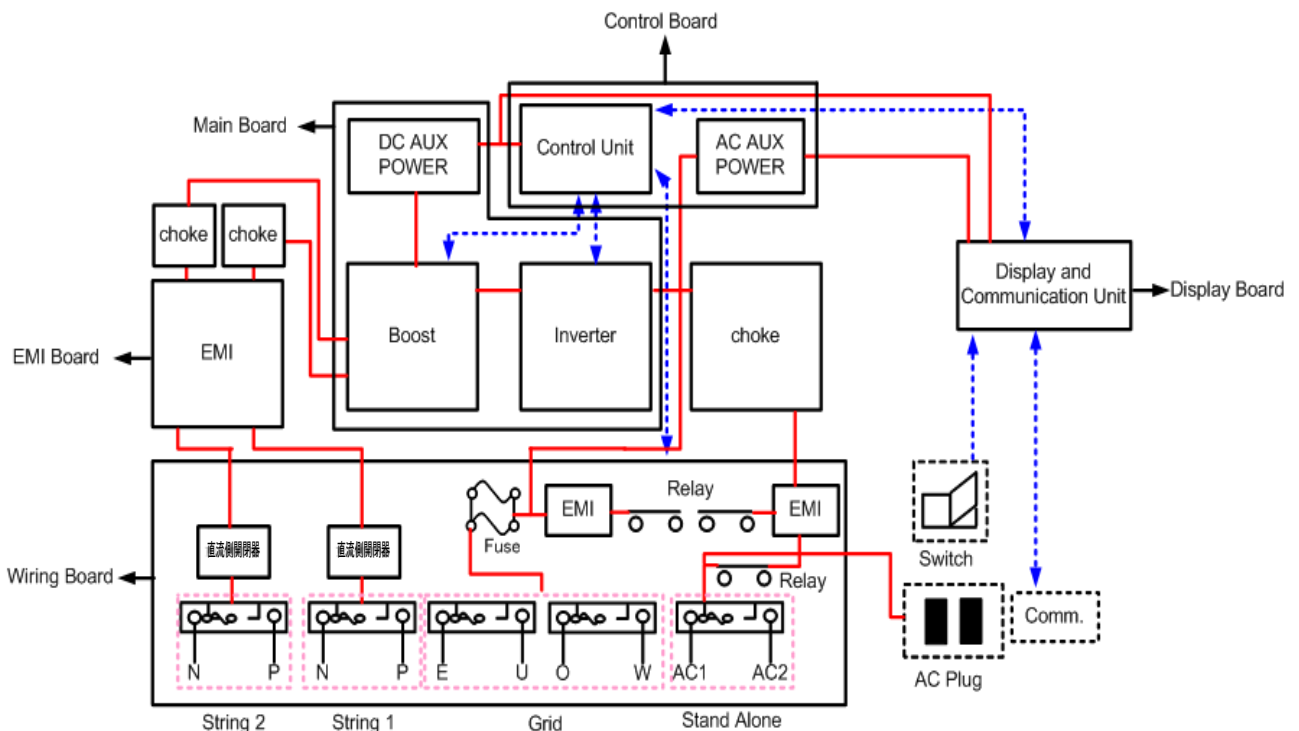 Control Board
Main Board
DC AUX
POWER
Control Unit
AC AUX
POWER
choke
choke
Display and
Communication Unit
Display Board
EMI Board
EMI
Boost
Inverter
choke
Relay
EMI
EMI
Fuse
Switch
直流側開閉器
直流側開閉器
Wiring Board
Relay
Comm.
N
P
N
P
E
U
O
W
AC1
AC2
AC Plug
String 2
String 1
Grid
Stand Alone